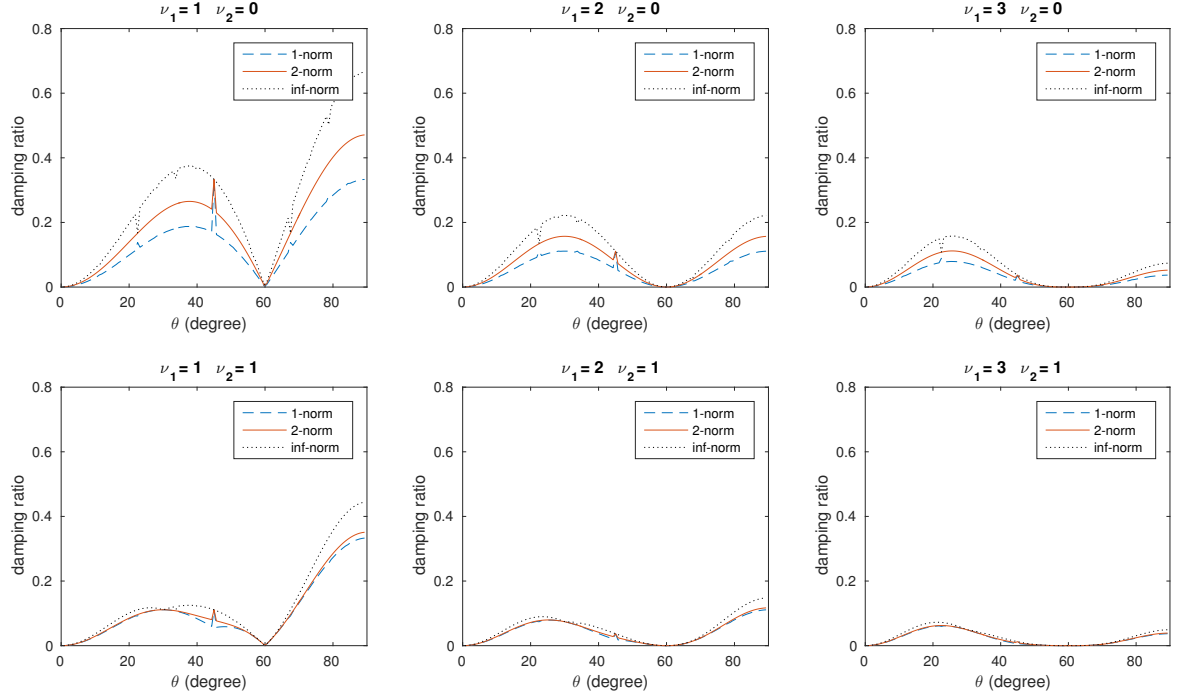 ν₁= 1 ν₂= 0
0.8
0.6
0.4
0.2
0
damping ratio
1-norm
2-norm
inf-norm
0 20 40 60 80
θ (degree)
ν₁= 2 ν₂= 0
0.8
0.6
0.4
0.2
0
damping ratio
1-norm
2-norm
inf-norm
0 20 40 60 80
θ (degree)
ν₁= 3 ν₂= 0
0.8
0.6
0.4
0.2
0
damping ratio
1-norm
2-norm
inf-norm
0 20 40 60 80
θ (degree)
ν₁= 1 ν₂= 1
0.8
0.6
0.4
0.2
0
damping ratio
1-norm
2-norm
inf-norm
0 20 40 60 80
θ (degree)
ν₁= 2 ν₂= 1
0.8
0.6
0.4
0.2
0
damping ratio
1-norm
2-norm
inf-norm
0 20 40 60 80
θ (degree)
ν₁= 3 ν₂= 1
0.8
0.6
0.4
0.2
0
damping ratio
1-norm
2-norm
inf-norm
0 20 40 60 80
θ (degree)